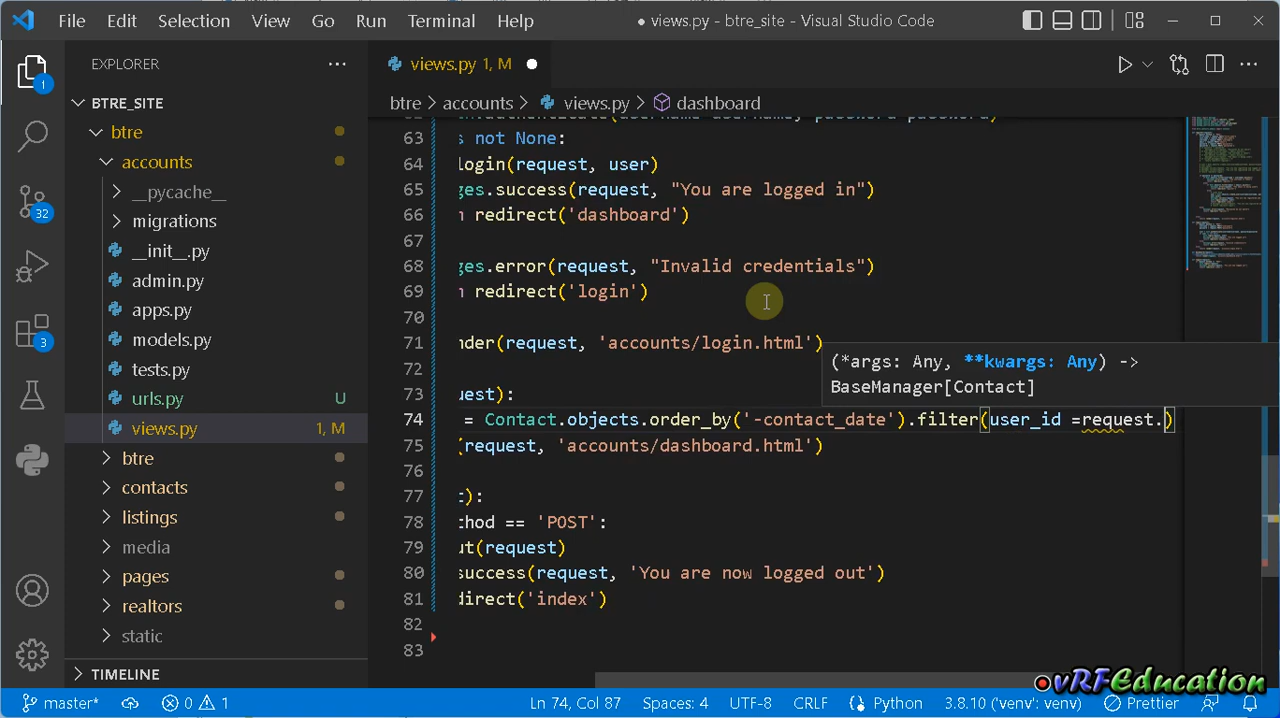 File Edit Selection View Go Run Terminal Help
● views.py - btre_site - Visual Studio Code
EXPLORER
views.py 1, M
BTRE_SITE
btre > accounts > views.py > dashboard
btre
accounts
__pycache__
migrations
__init__.py
admin.py
apps.py
models.py
tests.py
urls.py U
views.py 1, M
btre
contacts
listings
media
pages
realtors
static
TIMELINE
1
32
3
63 s not None:
64 login(request, user)
65 ges.success(request, "You are logged in")
66 n redirect('dashboard')
67
68 ges.error(request, "Invalid credentials")
69 n redirect('login')
70
71 nder(request, 'accounts/login.html')
72
(*args: Any, **kwargs: Any) ->
BaseManager[Contact]
73 uest):
74 = Contact.objects.order_by('-contact_date').filter(user_id =request.)
75 (request, 'accounts/dashboard.html')
76
77 t):
78 thod == 'POST':
79 ut(request)
80 success(request, 'You are now logged out')
81 direct('index')
82
83
vRFEducation
master* 0 1 Ln 74, Col 87 Spaces: 4 UTF-8 CRLF Python 3.8.10 ('venv': venv) Prettier